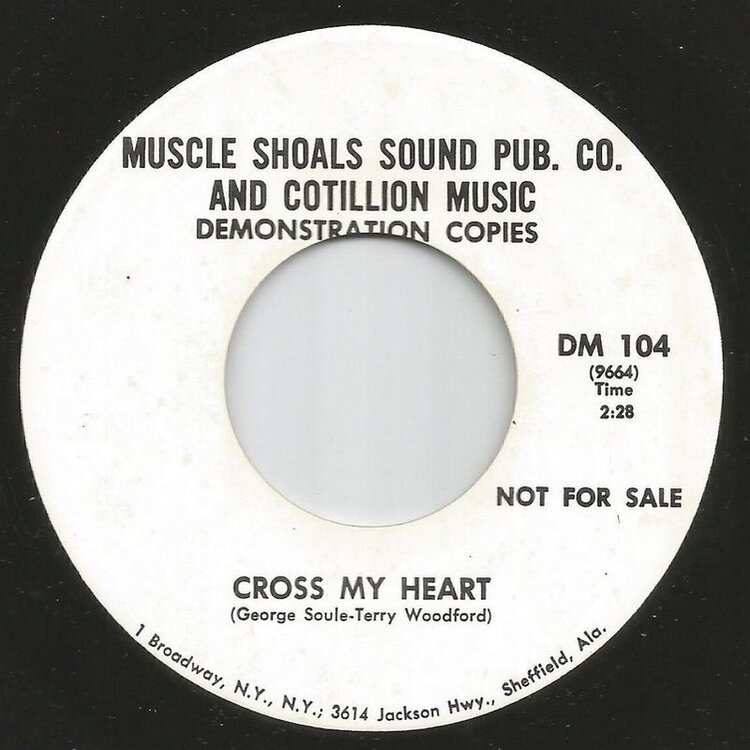 MUSCLE SHOALS SOUND PUB. CO.
AND COTILLION MUSIC
DEMONSTRATION COPIES
DM 104
(9664)
Time
2:28
NOT FOR SALE
CROSS MY HEART
(George Soule-Terry Woodford)
1 Broadway, N.Y., N.Y.; 3614 Jackson Hwy., Sheffield, Ala.